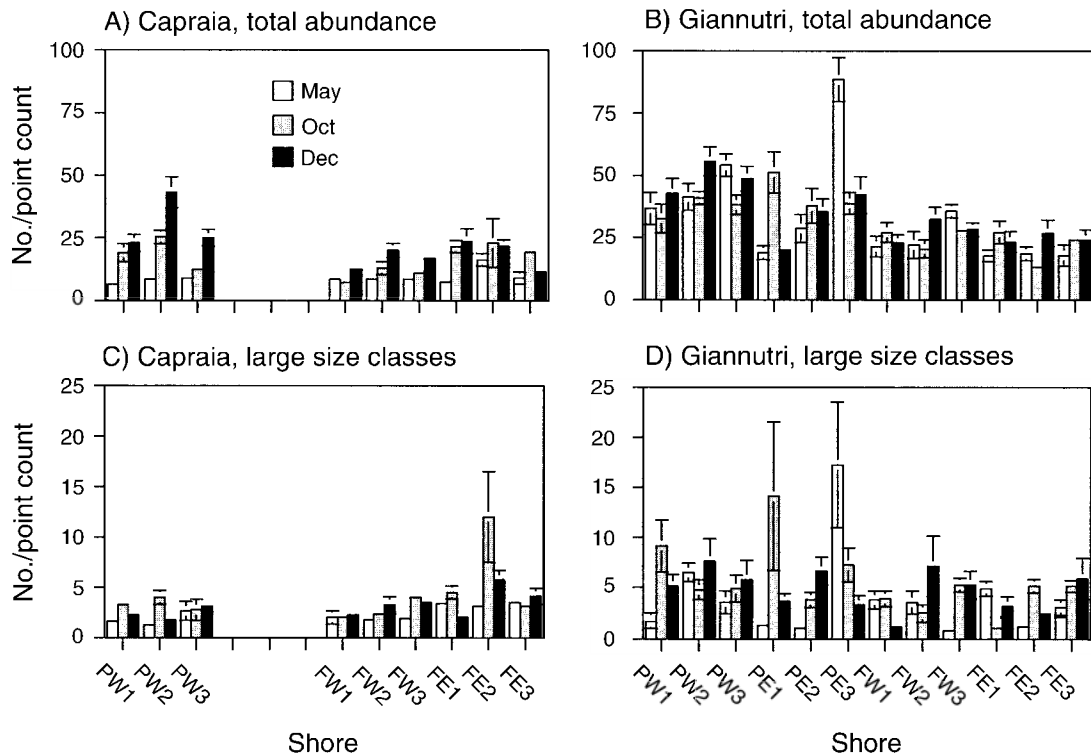 A) Capraia, total abundance
B) Giannutri, total abundance
No./point count
100
75
50
25
0
May
Oct
Dec
100
75
50
25
0
C) Capraia, large size classes
D) Giannutri, large size classes
No./point count
25
20
15
10
5
0
25
20
15
10
5
0
PW1
PW2
PW3
FW1
FW2
FW3
FE1
FE2
FE3
PW1
PW2
PW3
PE1
PE2
PE3
FW1
FW2
FW3
FE1
FE2
FE3
Shore
Shore